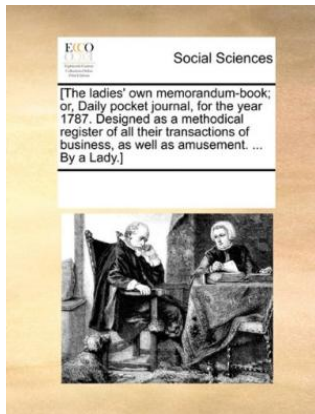 ECCO
Social Sciences
[The ladies' own memorandum-book;
or, Daily pocket journal, for the year
1787. Designed as a methodical
register of all their transactions of
business, as well as amusement. ...
By a Lady.]